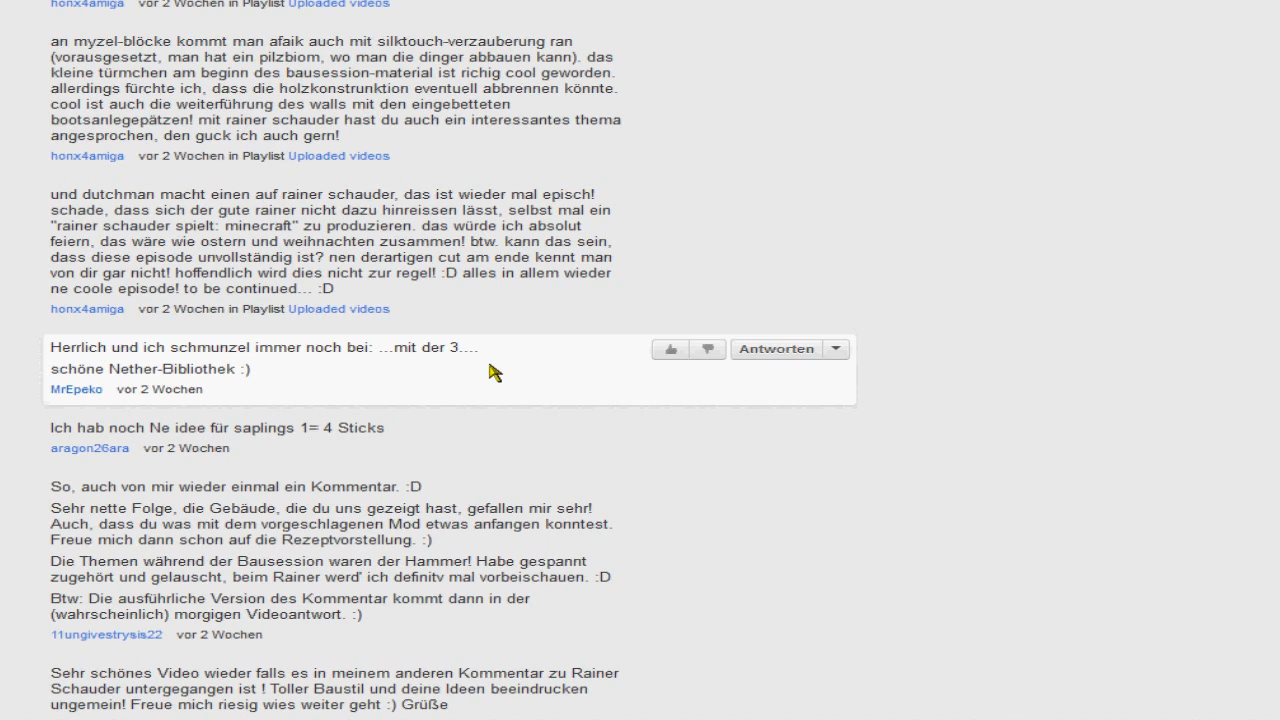 honx4amiga vor 2 Wochen in Playlist Uploaded videos
an myzel-blöcke kommt man afaik auch mit silktouch-verzauberung ran
(vorausgesetzt, man hat ein pilzbiom, wo man die dinger abbauen kann). das
kleine türmchen am beginn des bausession-material ist richig cool geworden.
allerdings fürchte ich, dass die holzkonstrunktion eventuell abbrennen könnte.
cool ist auch die weiterführung des walls mit den eingebetteten
bootsanlegepätzen! mit rainer schauder hast du auch ein interessantes thema
angesprochen, den guck ich auch gern!
honx4amiga vor 2 Wochen in Playlist Uploaded videos
und dutchman macht einen auf rainer schauder, das ist wieder mal episch!
schade, dass sich der gute rainer nicht dazu hinreissen lässt, selbst mal ein
"rainer schauder spielt: minecraft" zu produzieren. das würde ich absolut
feiern, das wäre wie ostern und weihnachten zusammen! btw. kann das sein,
dass diese episode unvollständig ist? nen derartigen cut am ende kennt man
von dir gar nicht! hoffendlich wird dies nicht zur regel! :D alles in allem wieder
ne coole episode! to be continued... :D
honx4amiga vor 2 Wochen in Playlist Uploaded videos
Herrlich und ich schmunzel immer noch bei: ...mit der 3.... Antworten
schöne Nether-Bibliothek :)
MrEpeko vor 2 Wochen
Ich hab noch Ne idee für saplings 1= 4 Sticks
aragon26ara vor 2 Wochen
So, auch von mir wieder einmal ein Kommentar. :D
Sehr nette Folge, die Gebäude, die du uns gezeigt hast, gefallen mir sehr!
Auch, dass du was mit dem vorgeschlagenen Mod etwas anfangen konntest.
Freue mich dann schon auf die Rezeptvorstellung. :)
Die Themen während der Bausession waren der Hammer! Habe gespannt
zugehört und gelauscht, beim Rainer werd' ich definitv mal vorbeischauen. :D
Btw: Die ausführliche Version des Kommentar kommt dann in der
(wahrscheinlich) morgigen Videoantwort. :)
11ungivestrysis22 vor 2 Wochen
Sehr schönes Video wieder falls es in meinem anderen Kommentar zu Rainer
Schauder untergegangen ist ! Toller Baustil und deine Ideen beeindrucken
ungemein! Freue mich riesig wies weiter geht :) Grüße